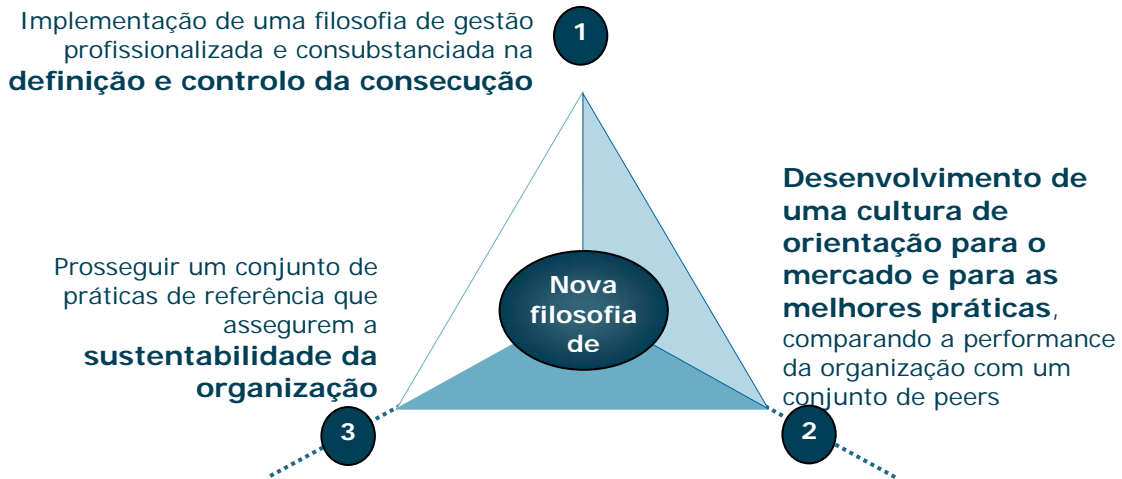 Implementação de uma filosofia de gestão
profissionalizada e consubstanciada na
definição e controlo da consecução
1
Desenvolvimento de
uma cultura de
orientação para o
mercado e para as
melhores práticas,
comparando a performance
da organização com um
conjunto de peers
2
Prosseguir um conjunto de
práticas de referência que
assegurem a
sustentabilidade da
organização
3
Nova
filosofia
de